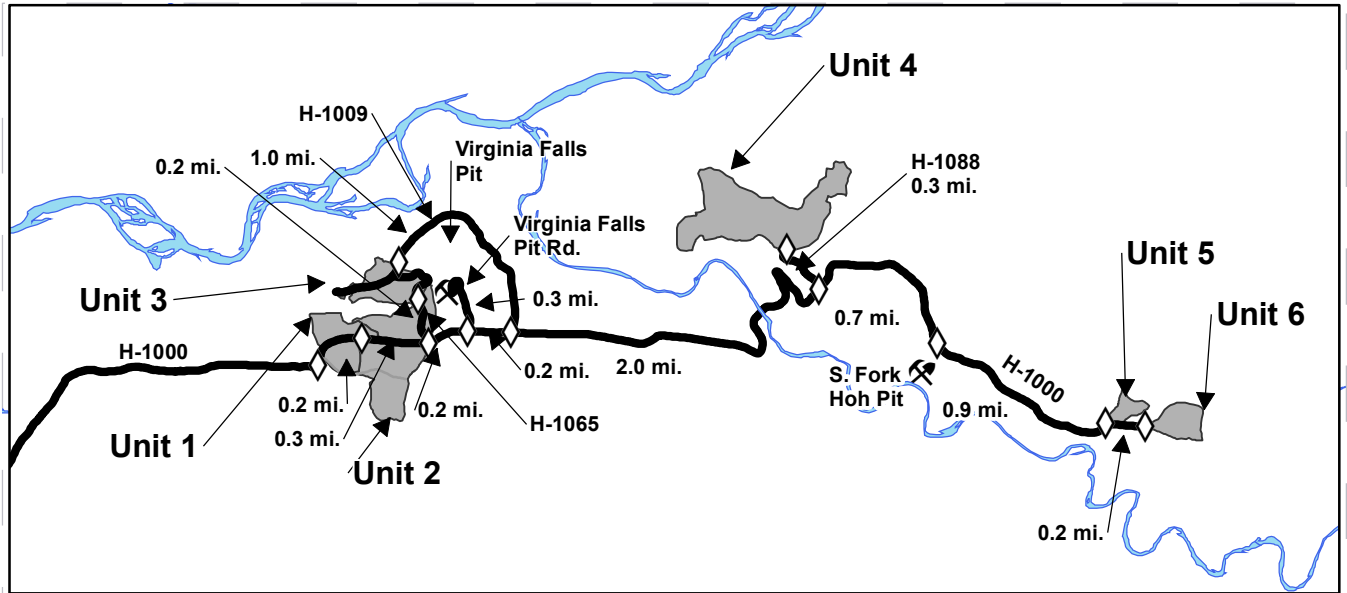 Unit 4
H-1009
Virginia Falls
Pit
1.0 mi.
0.2 mi.
H-1088
0.3 mi.
Virginia Falls
Pit Rd.
Unit 5
Unit 3
0.3 mi.
0.7 mi.
Unit 6
H-1000
2.0 mi.
0.2 mi.
S. Fork
Hoh Pit
H-1000
0.9 mi.
0.2 mi.
0.2 mi.
H-1065
0.3 mi.
Unit 1
Unit 2
0.2 mi.